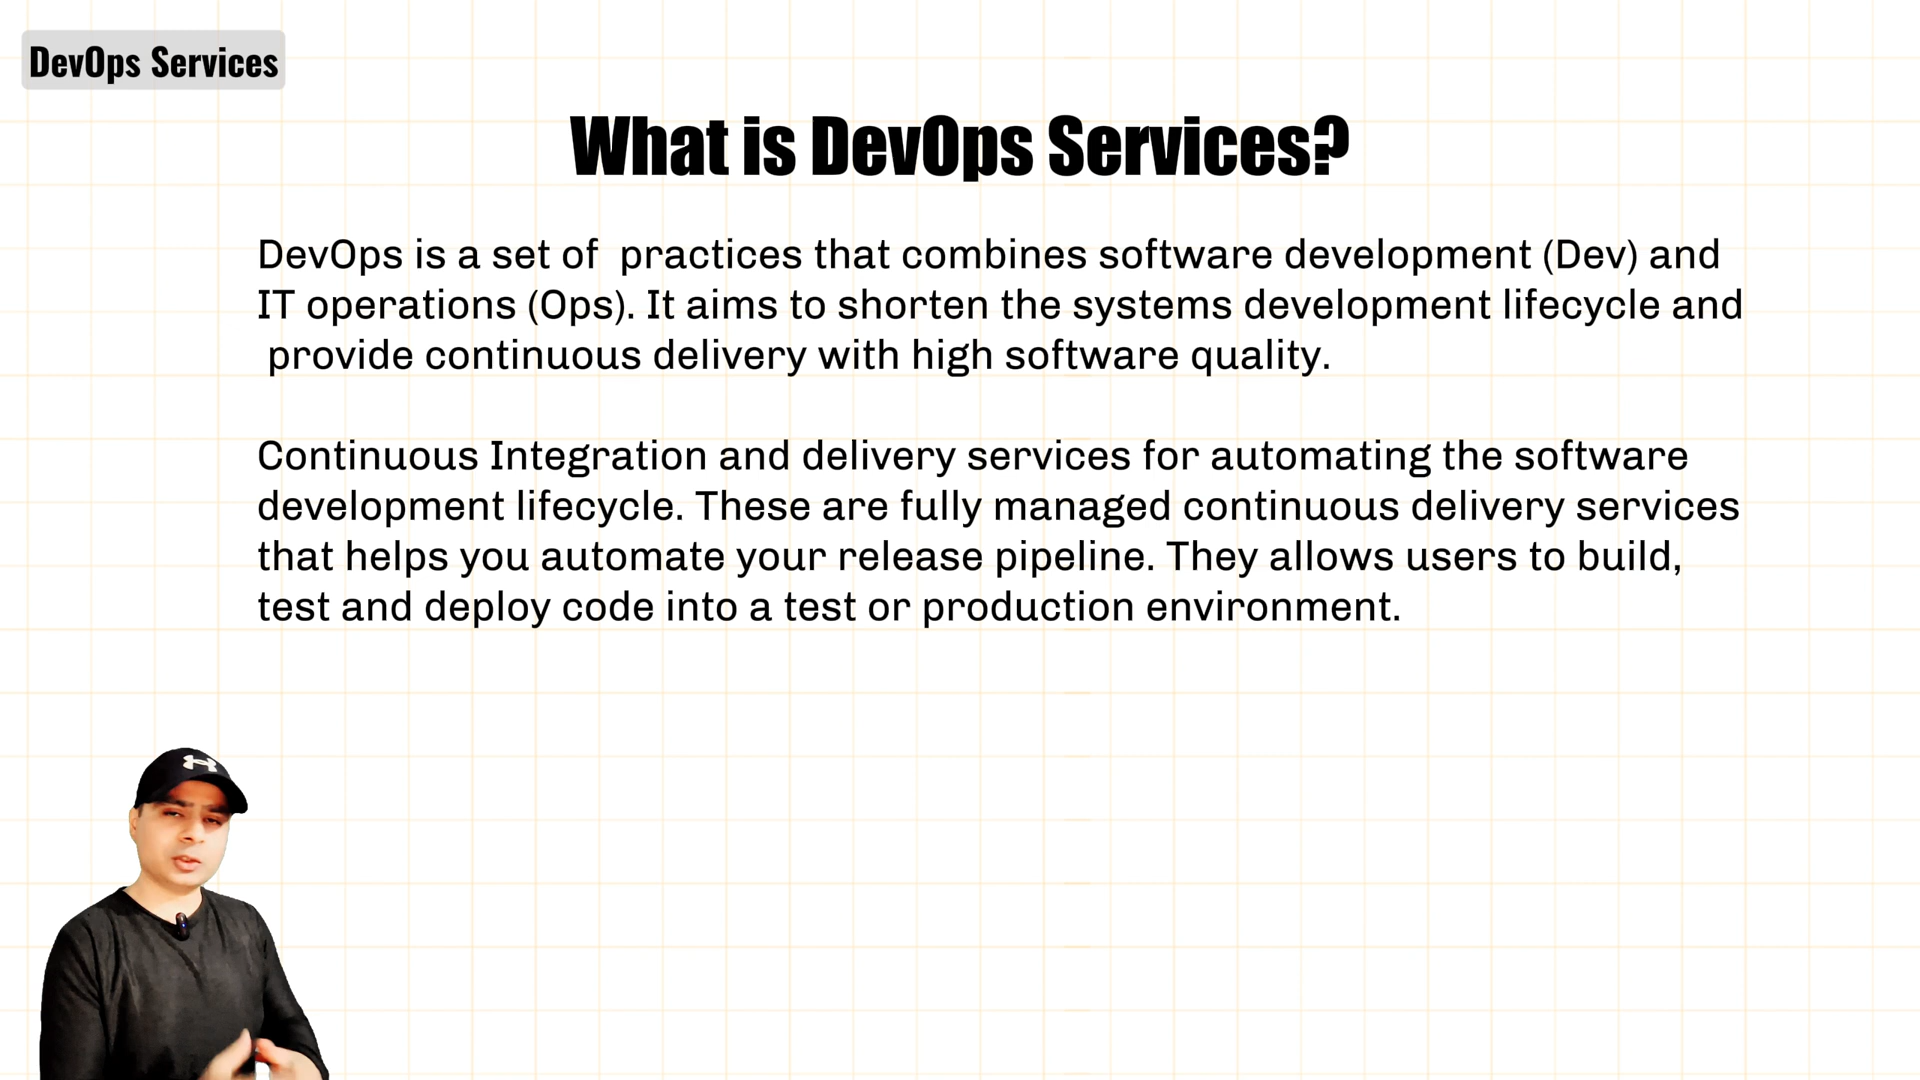 DevOps Services
What is DevOps Services?
DevOps is a set of  practices that combines software development (Dev) and
IT operations (Ops). It aims to shorten the systems development lifecycle and
provide continuous delivery with high software quality.
Continuous Integration and delivery services for automating the software
development lifecycle. These are fully managed continuous delivery services
that helps you automate your release pipeline. They allows users to build,
test and deploy code into a test or production environment.